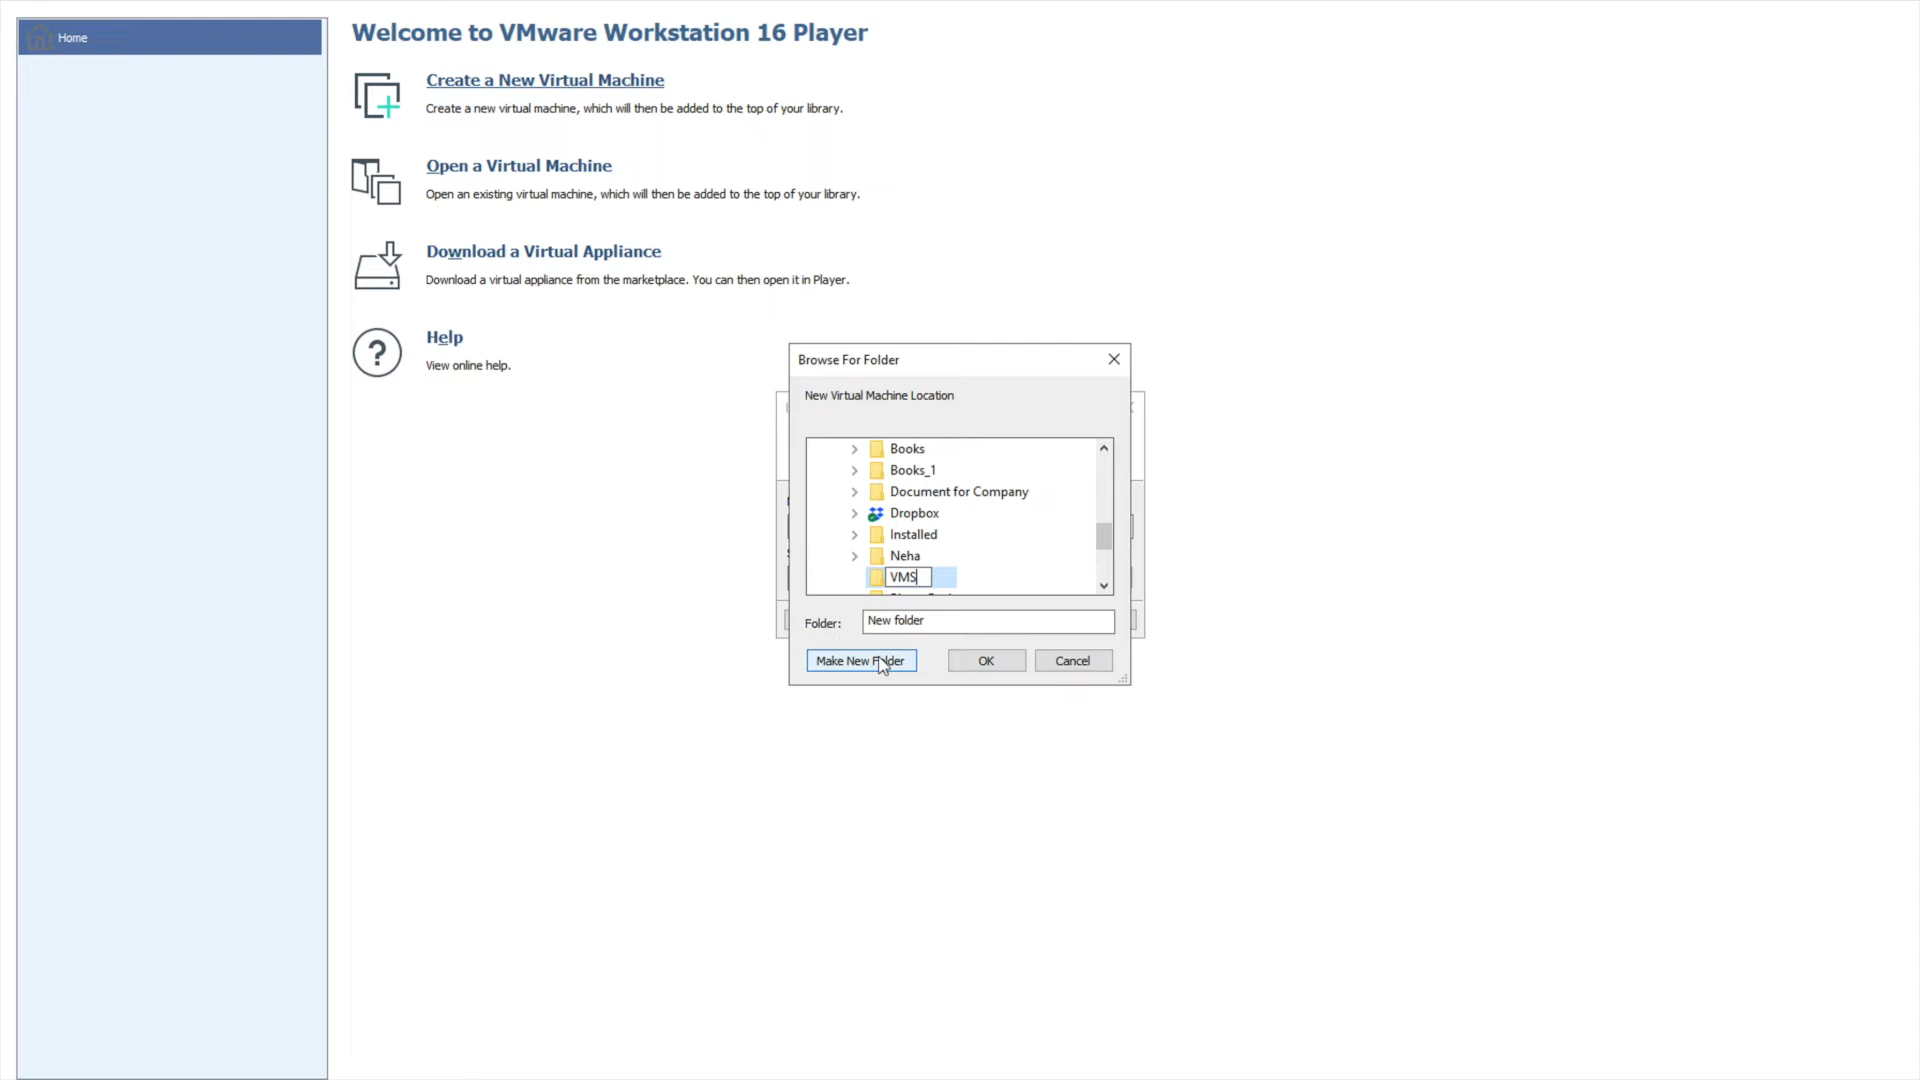 Home
Welcome to VMware Workstation 16 Player
Create a New Virtual Machine
Create a new virtual machine, which will then be added to the top of your library.
Open a Virtual Machine
Open an existing virtual machine, which will then be added to the top of your library.
Download a Virtual Appliance
Download a virtual appliance from the marketplace. You can then open it in Player.
Help
View online help.
Browse For Folder
New Virtual Machine Location
Books
Books_1
Document for Company
Dropbox
Installed
Neha
VMS
Folder:
New folder
Make New Folder
OK
Cancel